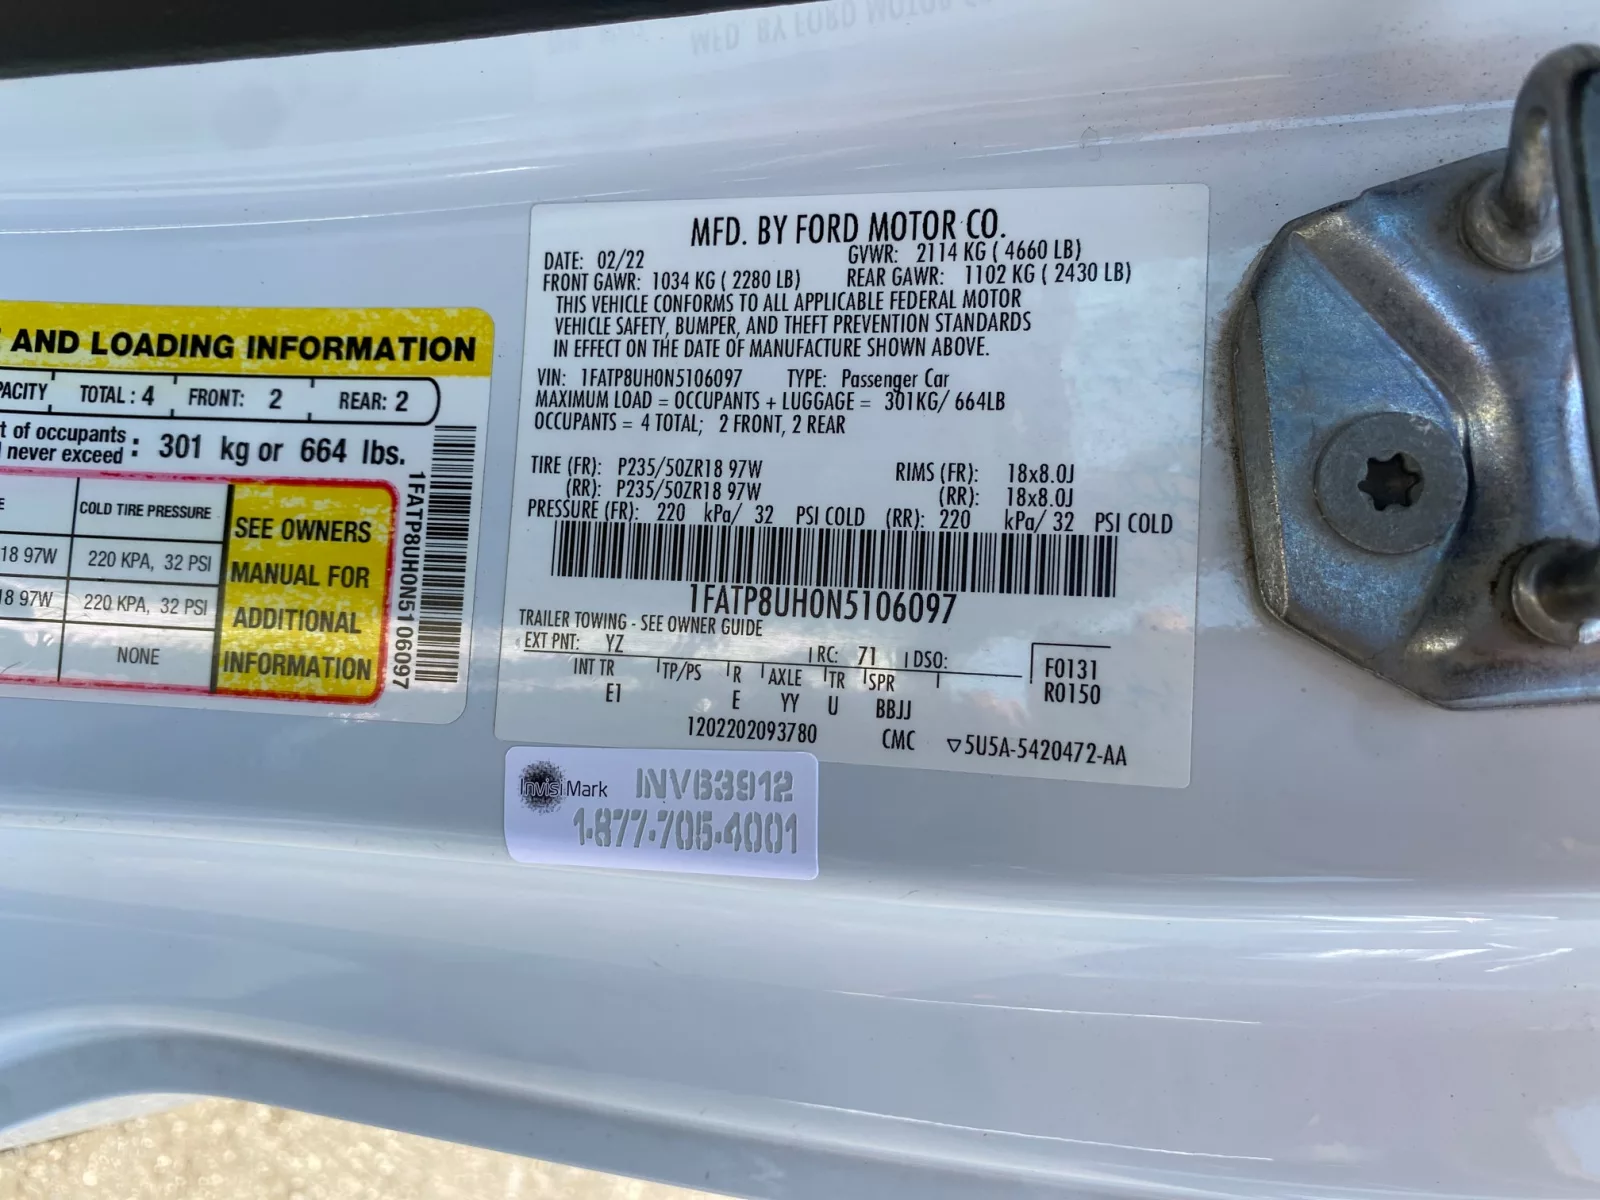 AND LOADING INFORMATION
TOTAL : 4 FRONT: 2 REAR: 2
of occupants : 301 kg or 664 lbs.
never exceed
COLD TIRE PRESSURE
18 97W 220 KPA, 32 PSI
18 97W 220 KPA, 32 PSI
NONE
SEE OWNERS
MANUAL FOR
ADDITIONAL
INFORMATION
1FATP8UH0N5106097
MFD. BY FORD MOTOR CO.
DATE: 02/22 GVWR: 2114 KG ( 4660 LB)
FRONT GAWR: 1034 KG ( 2280 LB) REAR GAWR: 1102 KG ( 2430 LB)
THIS VEHICLE CONFORMS TO ALL APPLICABLE FEDERAL MOTOR
VEHICLE SAFETY, BUMPER, AND THEFT PREVENTION STANDARDS
IN EFFECT ON THE DATE OF MANUFACTURE SHOWN ABOVE.
VIN: 1FATP8UH0N5106097 TYPE: Passenger Car
MAXIMUM LOAD = OCCUPANTS + LUGGAGE = 301KG/ 664LB
OCCUPANTS = 4 TOTAL; 2 FRONT, 2 REAR
TIRE (FR): P235/50ZR18 97W RIMS (FR): 18x8.0J
(RR): P235/50ZR18 97W (RR): 18x8.0J
PRESSURE (FR): 220 kPa/ 32 PSI COLD (RR): 220 kPa/ 32 PSI COLD
1FATP8UH0N5106097
TRAILER TOWING - SEE OWNER GUIDE
EXT PNT: YZ RC: 71 DSO: F0131
INT TR TP/PS R AXLE TR SPR R0150
E1 E YY U BBJJ
1202202093780 CMC ▽5U5A-5420472-AA
InvisiMark INV63912
1-877-705-4001